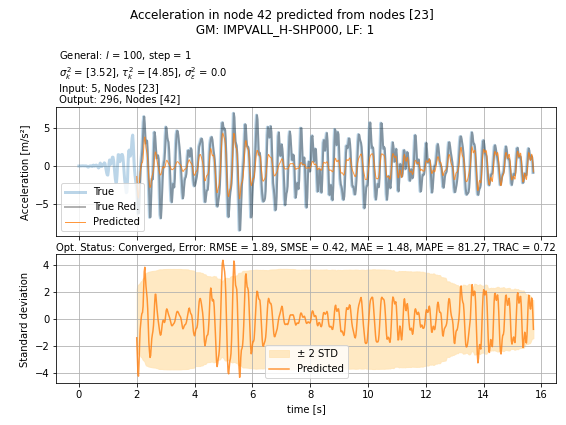 Acceleration in node 42 predicted from nodes [23]
GM: IMPVALL_H-SHP000, LF: 1
General: l = 100, step = 1
σ²ₖ = [3.52], τ²ₖ = [4.85], σ²ε = 0.0
Input: 5, Nodes [23]
Output: 296, Nodes [42]
Acceleration [m/s²]
5
0
−5
True
True Red.
Predicted
Opt. Status: Converged, Error: RMSE = 1.89, SMSE = 0.42, MAE = 1.48, MAPE = 81.27, TRAC = 0.72
Standard deviation
4
2
0
−2
−4
± 2 STD
Predicted
0 2 4 6 8 10 12 14 16
time [s]